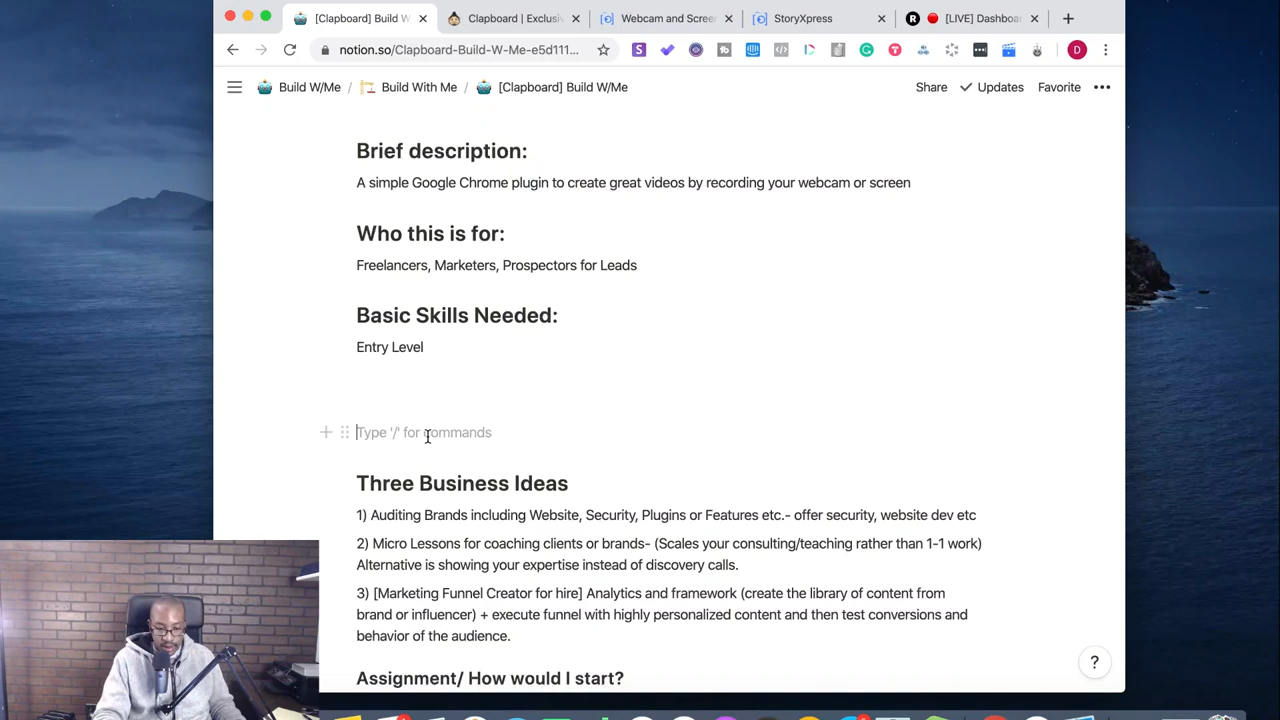 [Clapboard] Build W
Clapboard | Exclusiv
Webcam and Scree
StoryXpress
[LIVE] Dashboa
notion.so/Clapboard-Build-W-Me-e5d111...
Build W/Me / Build With Me / [Clapboard] Build W/Me
Share
Updates
Favorite
Brief description:
A simple Google Chrome plugin to create great videos by recording your webcam or screen
Who this is for:
Freelancers, Marketers, Prospectors for Leads
Basic Skills Needed:
Entry Level
Type '/' for commands
Three Business Ideas
1) Auditing Brands including Website, Security, Plugins or Features etc.- offer security, website dev etc
2) Micro Lessons for coaching clients or brands- (Scales your consulting/teaching rather than 1-1 work)
Alternative is showing your expertise instead of discovery calls.
3) [Marketing Funnel Creator for hire] Analytics and framework (create the library of content from
brand or influencer) + execute funnel with highly personalized content and then test conversions and
behavior of the audience.
?
Assignment/ How would I start?